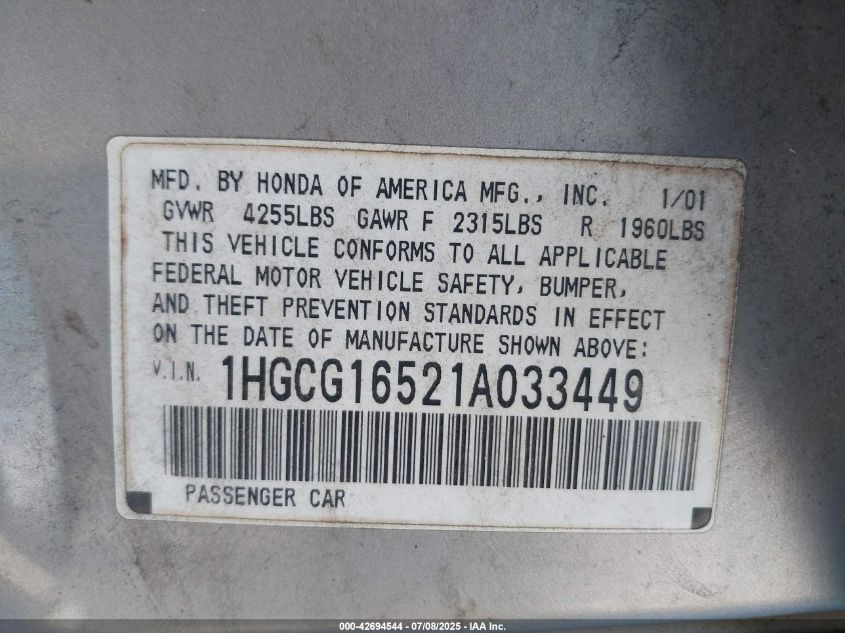 MFD. BY HONDA OF AMERICA MFG., INC. 1/01
GVWR 4255LBS GAWR F 2315LBS R 1960LBS
THIS VEHICLE CONFORMS TO ALL APPLICABLE
FEDERAL MOTOR VEHICLE SAFETY, BUMPER,
AND THEFT PREVENTION STANDARDS IN EFFECT
ON THE DATE OF MANUFACTURE SHOWN ABOVE:
V.I.N. 1HGCG16521A033449
PASSENGER CAR
000-42694544 - 07/08/2025 - IAA Inc.